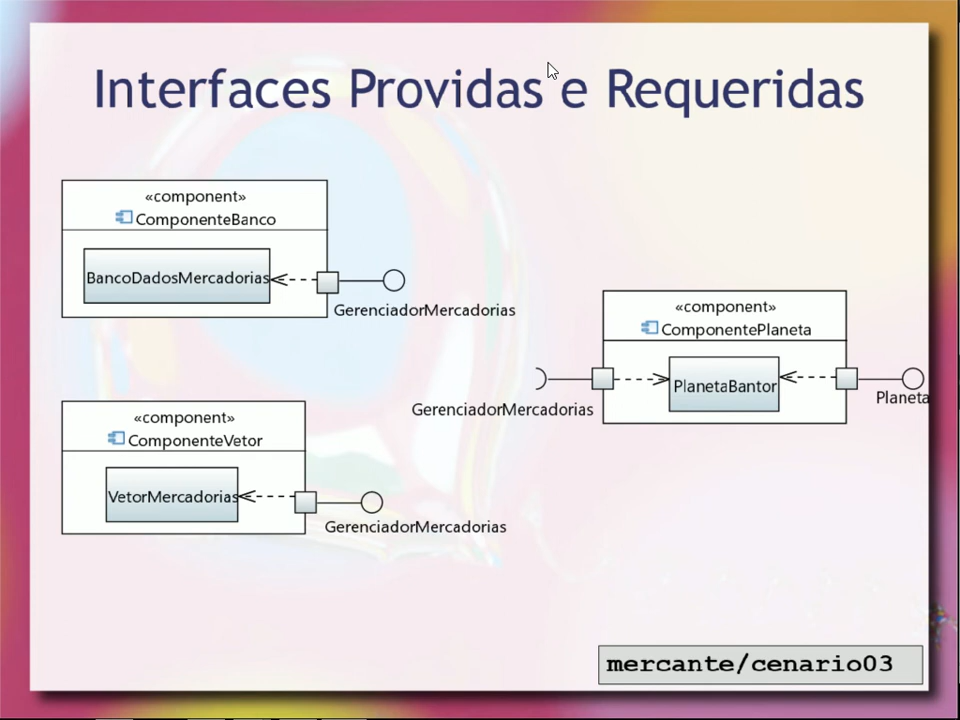 Interfaces Providas e Requeridas
«component»
ComponenteBanco
BancoDadosMercadorias
GerenciadorMercadorias
«component»
ComponentePlaneta
PlanetaBantor
GerenciadorMercadorias
Planeta
«component»
ComponenteVetor
VetorMercadorias
GerenciadorMercadorias
mercante/cenario03